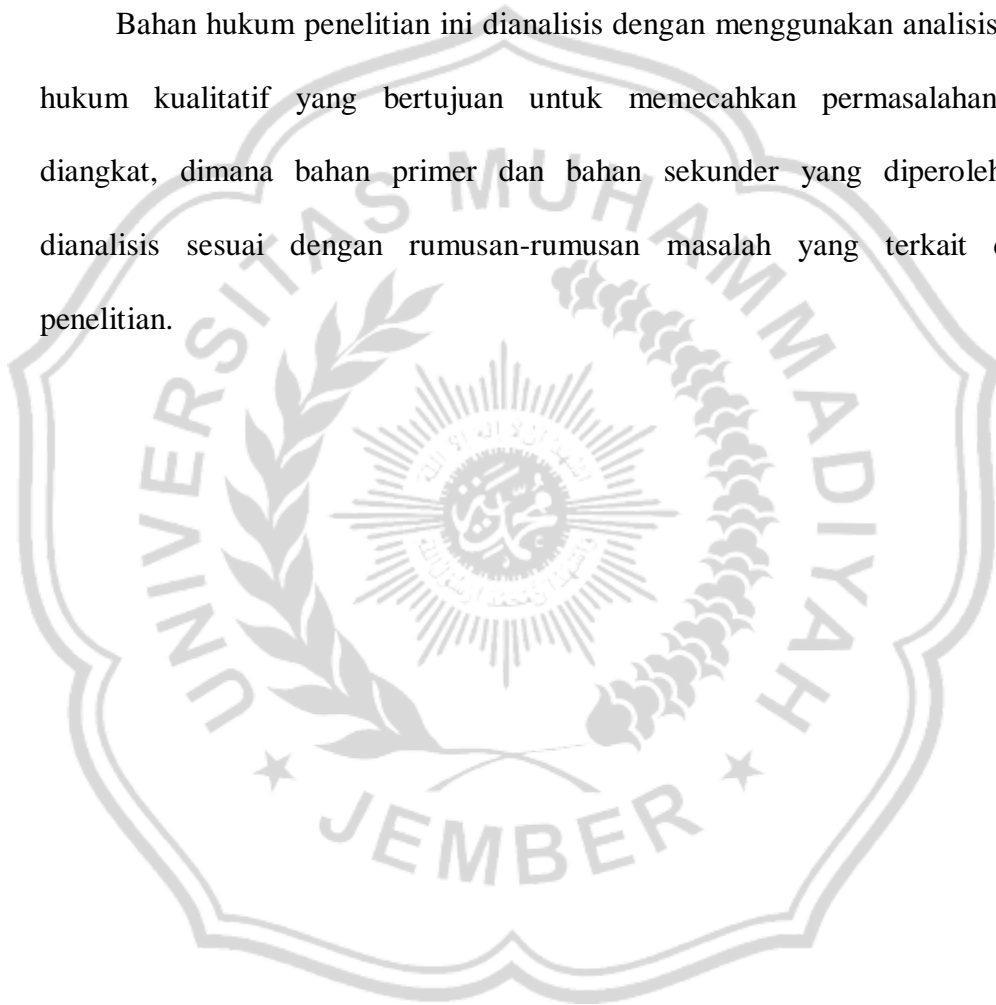 Bahan hukum penelitian ini dianalisis dengan menggunakan analisis
hukum kualitatif yang bertujuan untuk memecahkan permasalahan
diangkat, dimana bahan primer dan bahan sekunder yang diperoleh
dianalisis sesuai dengan rumusan-rumusan masalah yang terkait
penelitian.
UNIVERSITAS MUHAMMADIYAH
JEMBER